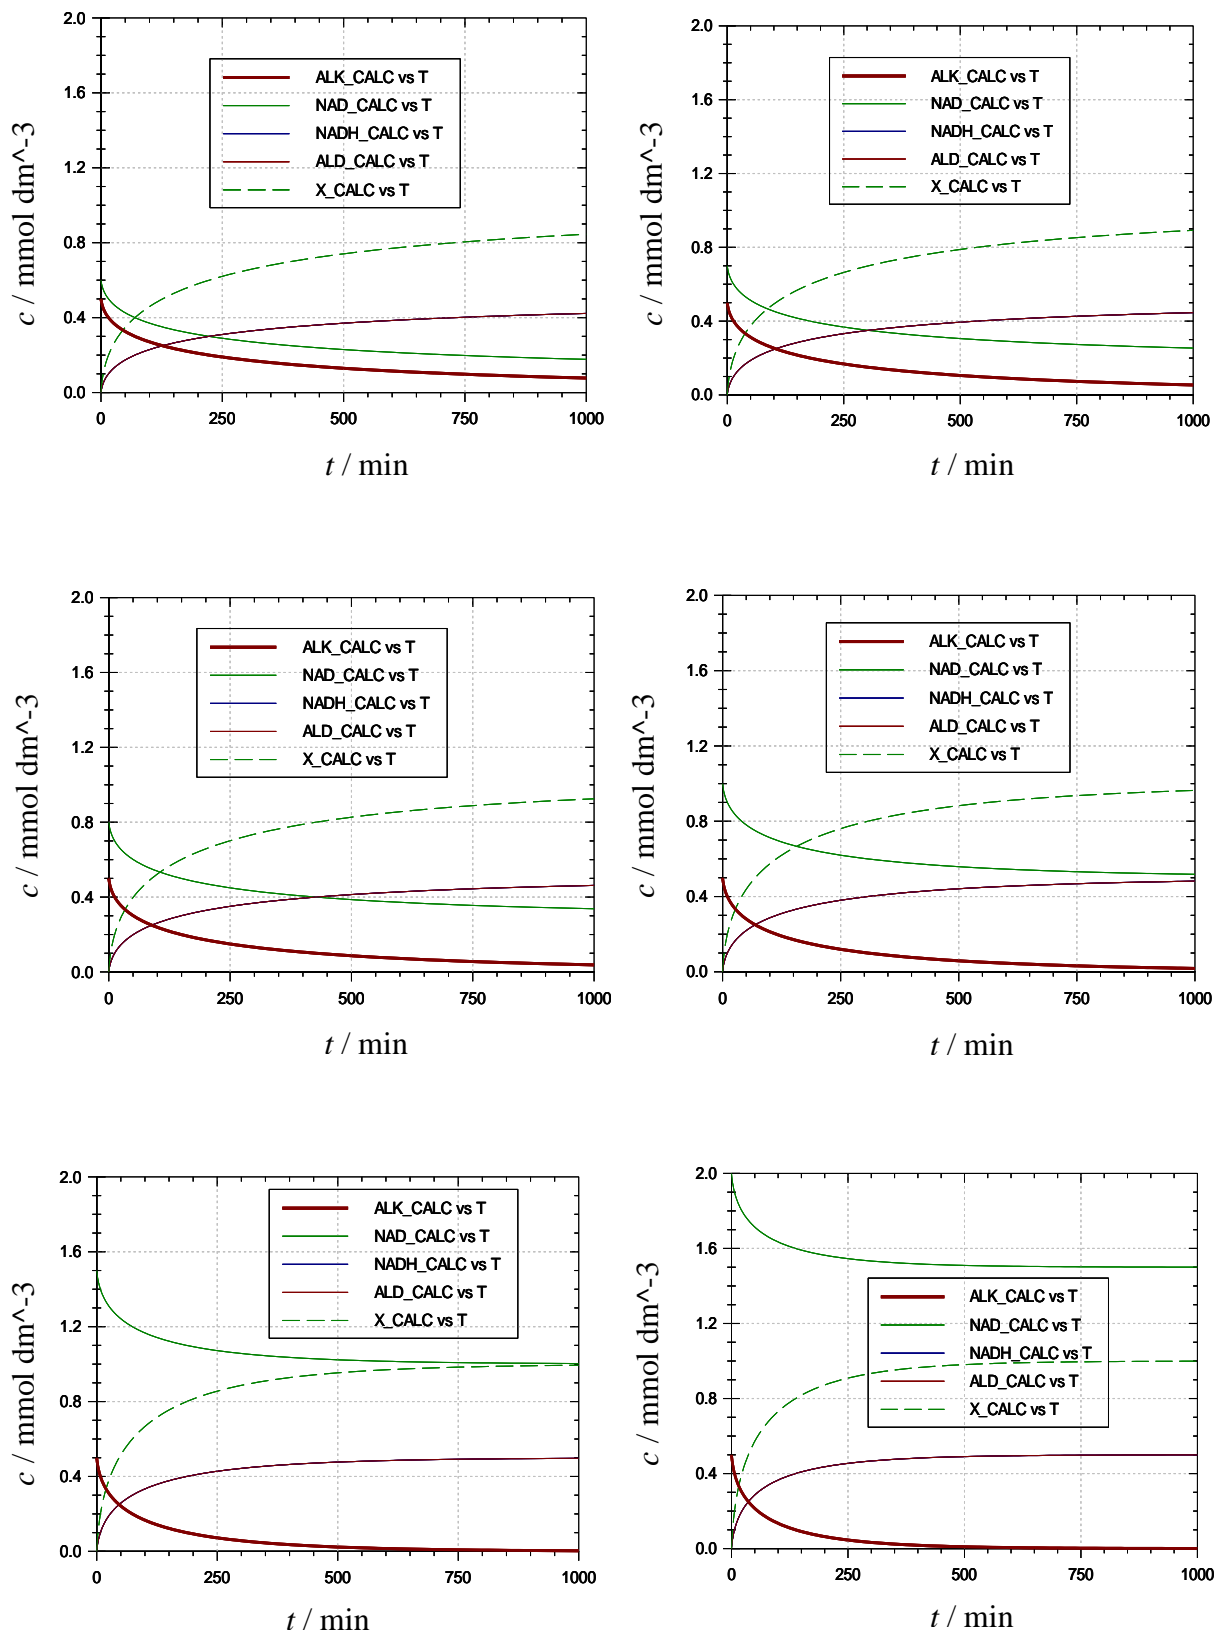 2.0
1.6
1.2
0.8
0.4
0.0
c / mmol dm^-3
ALK_CALC vs T
NAD_CALC vs T
NADH_CALC vs T
ALD_CALC vs T
X_CALC vs T
0 250 500 750 1000
t / min
2.0
1.6
1.2
0.8
0.4
0.0
c / mmol dm^-3
ALK_CALC vs T
NAD_CALC vs T
NADH_CALC vs T
ALD_CALC vs T
X_CALC vs T
0 250 500 750 1000
t / min
2.0
1.6
1.2
0.8
0.4
0.0
c / mmol dm^-3
ALK_CALC vs T
NAD_CALC vs T
NADH_CALC vs T
ALD_CALC vs T
X_CALC vs T
0 250 500 750 1000
t / min
2.0
1.6
1.2
0.8
0.4
0.0
c / mmol dm^-3
ALK_CALC vs T
NAD_CALC vs T
NADH_CALC vs T
ALD_CALC vs T
X_CALC vs T
0 250 500 750 1000
t / min
2.0
1.6
1.2
0.8
0.4
0.0
c / mmol dm^-3
ALK_CALC vs T
NAD_CALC vs T
NADH_CALC vs T
ALD_CALC vs T
X_CALC vs T
0 250 500 750 1000
t / min
2.0
1.6
1.2
0.8
0.4
0.0
c / mmol dm^-3
ALK_CALC vs T
NAD_CALC vs T
NADH_CALC vs T
ALD_CALC vs T
X_CALC vs T
0 250 500 750 1000
t / min